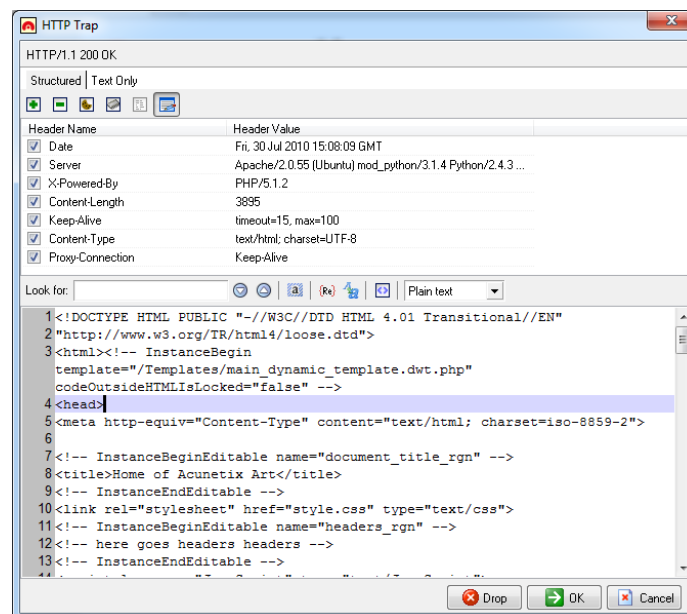 HTTP Trap
HTTP/1.1 200 OK
Structured Text Only
Header Name Header Value
Date Fri, 30 Jul 2010 15:08:09 GMT
Server Apache/2.0.55 (Ubuntu) mod_python/3.1.4 Python/2.4.3 ...
X-Powered-By PHP/5.1.2
Content-Length 3895
Keep-Alive timeout=15, max=100
Content-Type text/html; charset=UTF-8
Proxy-Connection Keep-Alive
Look for: a (Re) Plain text
1 <!DOCTYPE HTML PUBLIC "-//W3C//DTD HTML 4.01 Transitional//EN"
2 "http://www.w3.org/TR/html4/loose.dtd">
3 <html><!-- InstanceBegin
template="/Templates/main_dynamic_template.dwt.php"
codeOutsideHTMLIsLocked="false" -->
4 <head>
5 <meta http-equiv="Content-Type" content="text/html; charset=iso-8859-2">
6
7 <!-- InstanceBeginEditable name="document_title_rgn" -->
8 <title>Home of Acunetix Art</title>
9 <!-- InstanceEndEditable -->
10 <link rel="stylesheet" href="style.css" type="text/css">
11 <!-- InstanceBeginEditable name="headers_rgn" -->
12 <!-- here goes headers headers -->
13 <!-- InstanceEndEditable -->
Drop OK Cancel